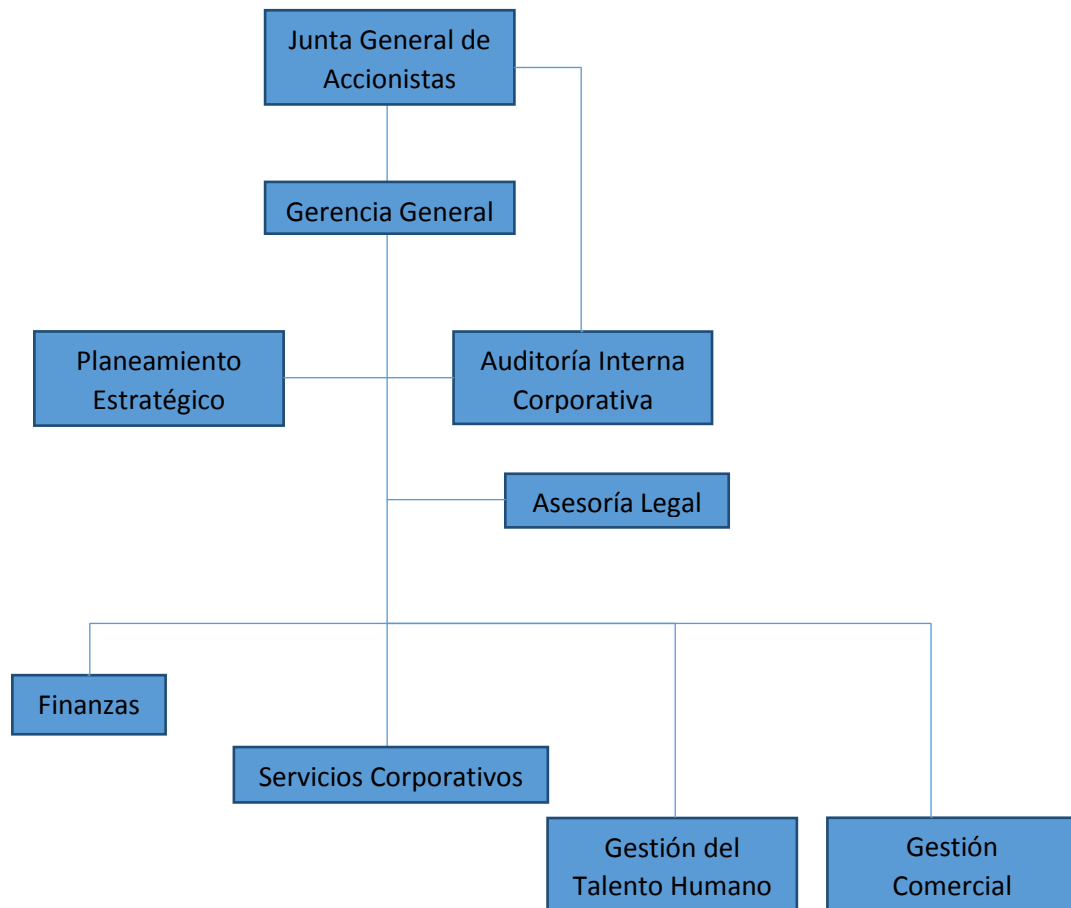 Junta General de
Accionistas
Gerencia General
Planeamiento
Estratégico
Auditoría Interna
Corporativa
Asesoría Legal
Finanzas
Servicios Corporativos
Gestión del
Talento Humano
Gestión
Comercial